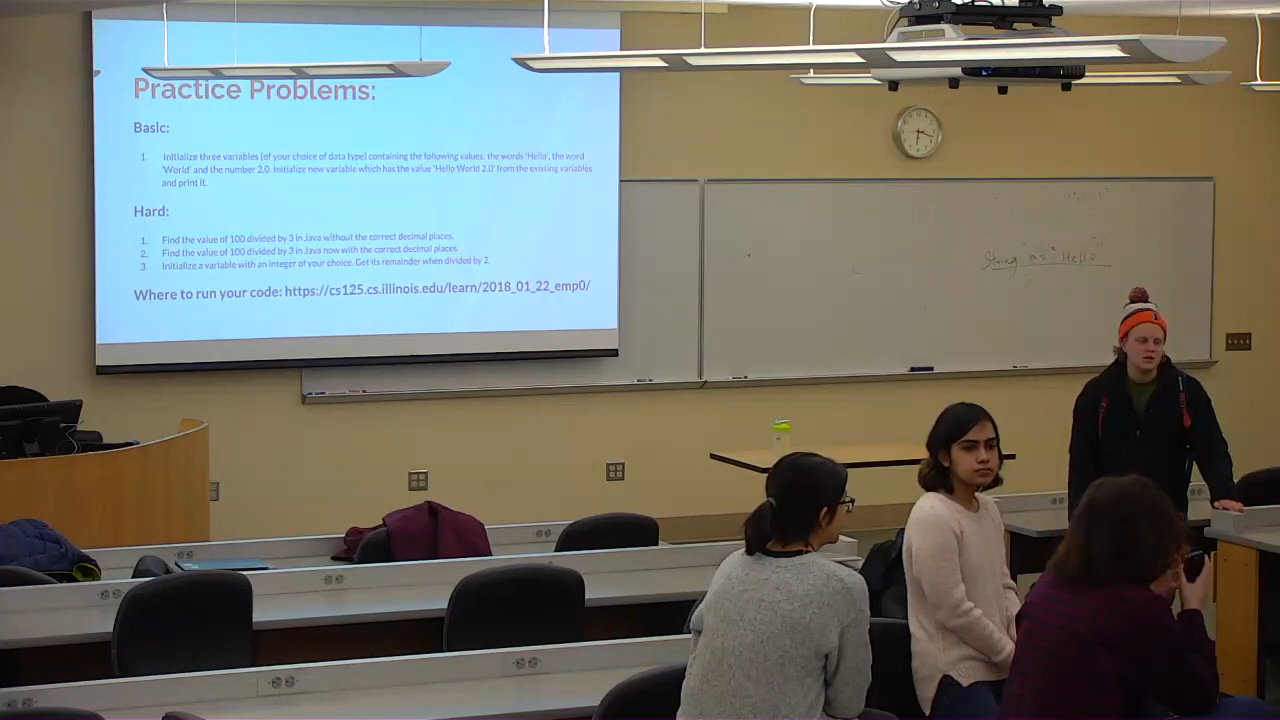 Practice Problems:
Basic:
1. Initialize three variables (of your choice of data type) containing the following values: the words 'Hello', the word
'World' and the number 2.0. Initialize new variable which has the value 'Hello World 2.0' from the existing variables
and print it.
Hard:
1. Find the value of 100 divided by 3 in Java without the correct decimal places.
2. Find the value of 100 divided by 3 in Java now with the correct decimal places.
3. Initialize a variable with an integer of your choice. Get its remainder when divided by 2.
Where to run your code: https://cs125.cs.illinois.edu/learn/2018_01_22_emp0/
String a = "Hello"